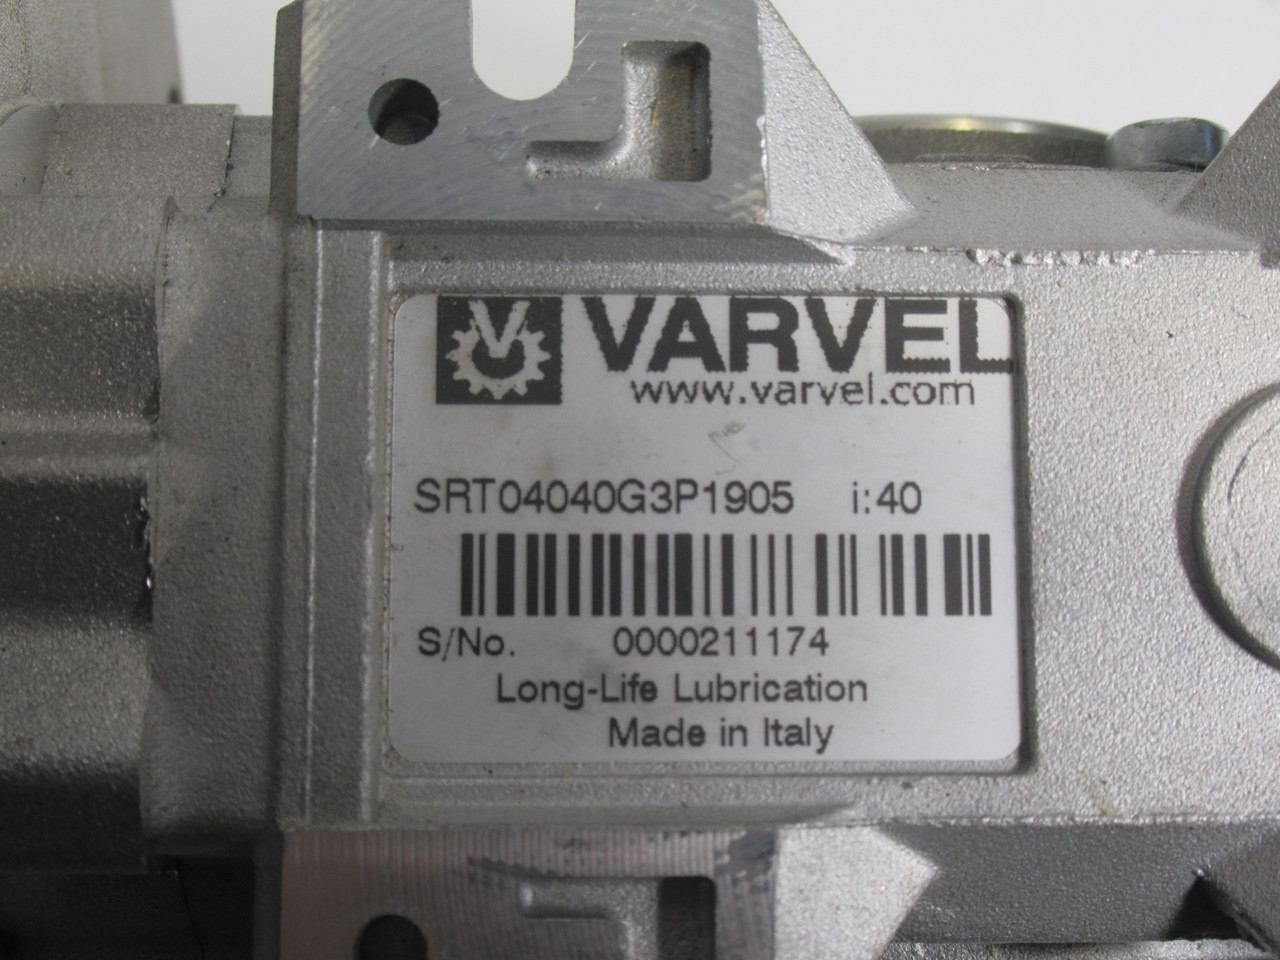 V VARVEL
www.varvel.com
SRT04040G3P1905 i:40
S/No. 0000211174
Long-Life Lubrication
Made in Italy